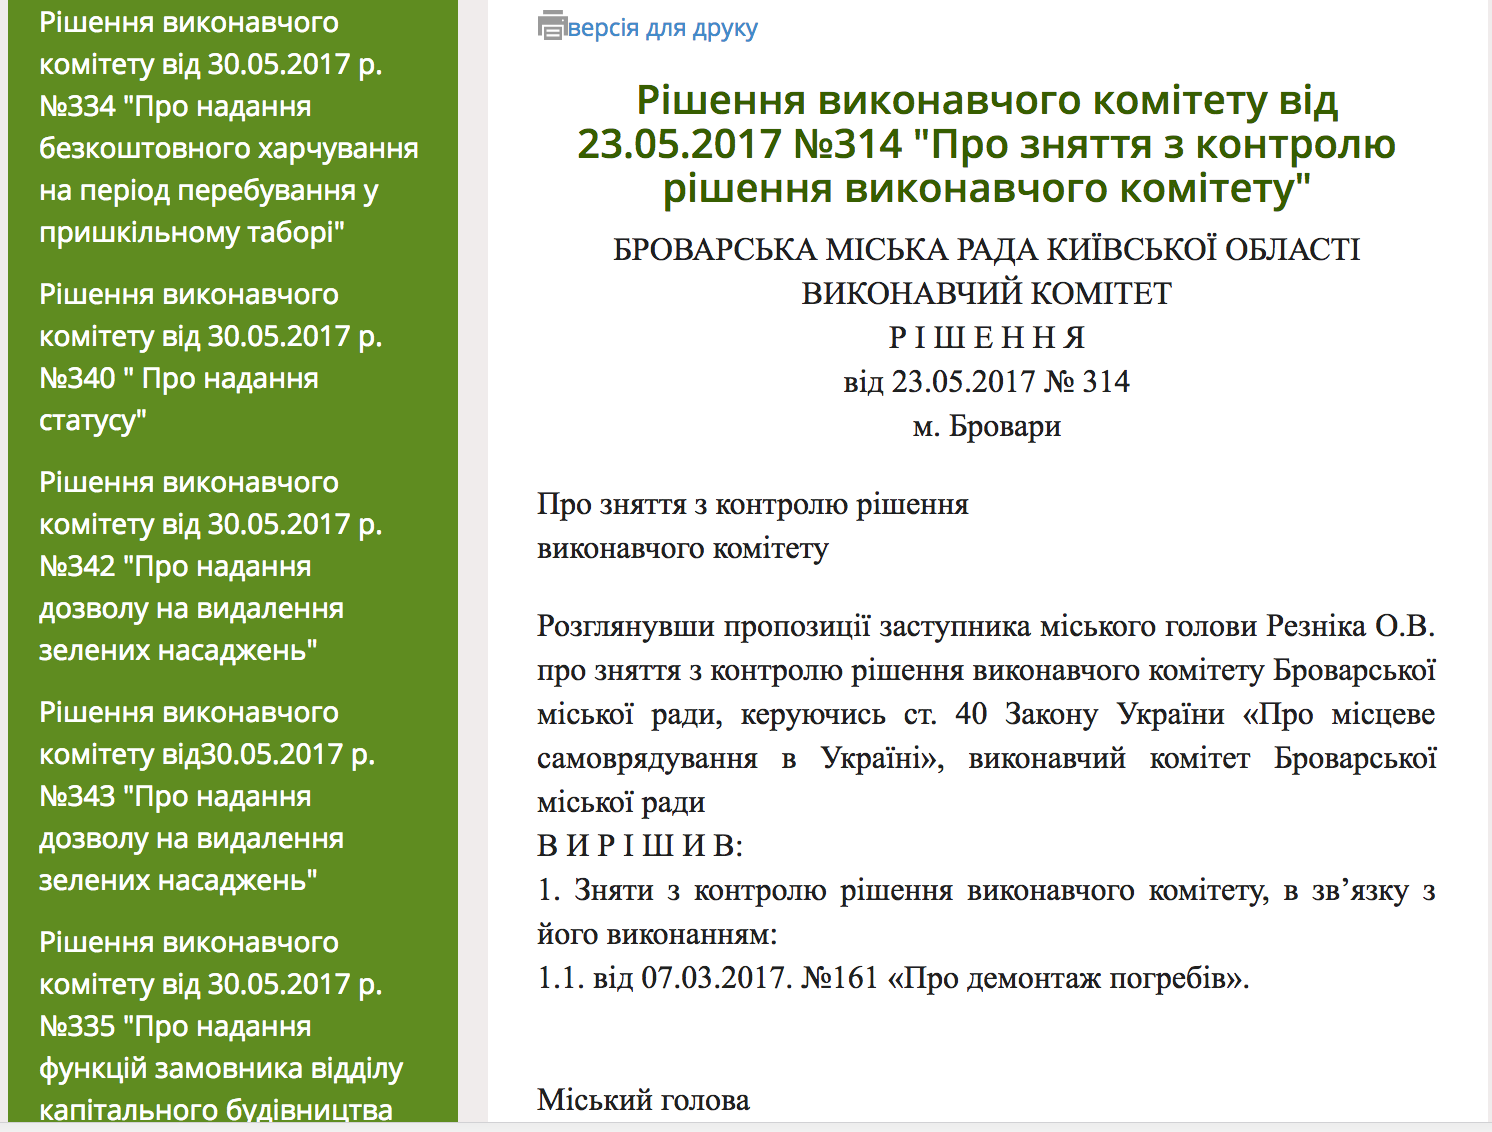 Рішення виконавчого
комітету від 30.05.2017 р.
№334 "Про надання
безкоштовного харчування
на період перебування у
пришкільному таборі"
Рішення виконавчого
комітету від 30.05.2017 р.
№340 " Про надання
статусу"
Рішення виконавчого
комітету від 30.05.2017 р.
№342 "Про надання
дозволу на видалення
зелених насаджень"
Рішення виконавчого
комітету від30.05.2017 р.
№343 "Про надання
дозволу на видалення
зелених насаджень"
Рішення виконавчого
комітету від 30.05.2017 р.
№335 "Про надання
функцій замовника відділу
капітального будівництва
версія для друку
Рішення виконавчого комітету від
23.05.2017 №314 "Про зняття з контролю
рішення виконавчого комітету"
БРОВАРСЬКА МІСЬКА РАДА КИЇВСЬКОЇ ОБЛАСТІ
ВИКОНАВЧИЙ КОМІТЕТ
Р І Ш Е Н Н Я
від 23.05.2017 № 314
м. Бровари
Про зняття з контролю рішення
виконавчого комітету
Розглянувши пропозиції заступника міського голови Резніка О.В.
про зняття з контролю рішення виконавчого комітету Броварської
міської ради, керуючись ст. 40 Закону України «Про місцеве
самоврядування в Україні», виконавчий комітет Броварської
міської ради
В И Р І Ш И В:
1. Зняти з контролю рішення виконавчого комітету, в зв’язку з
його виконанням:
1.1. від 07.03.2017. №161 «Про демонтаж погребів».
Міський голова